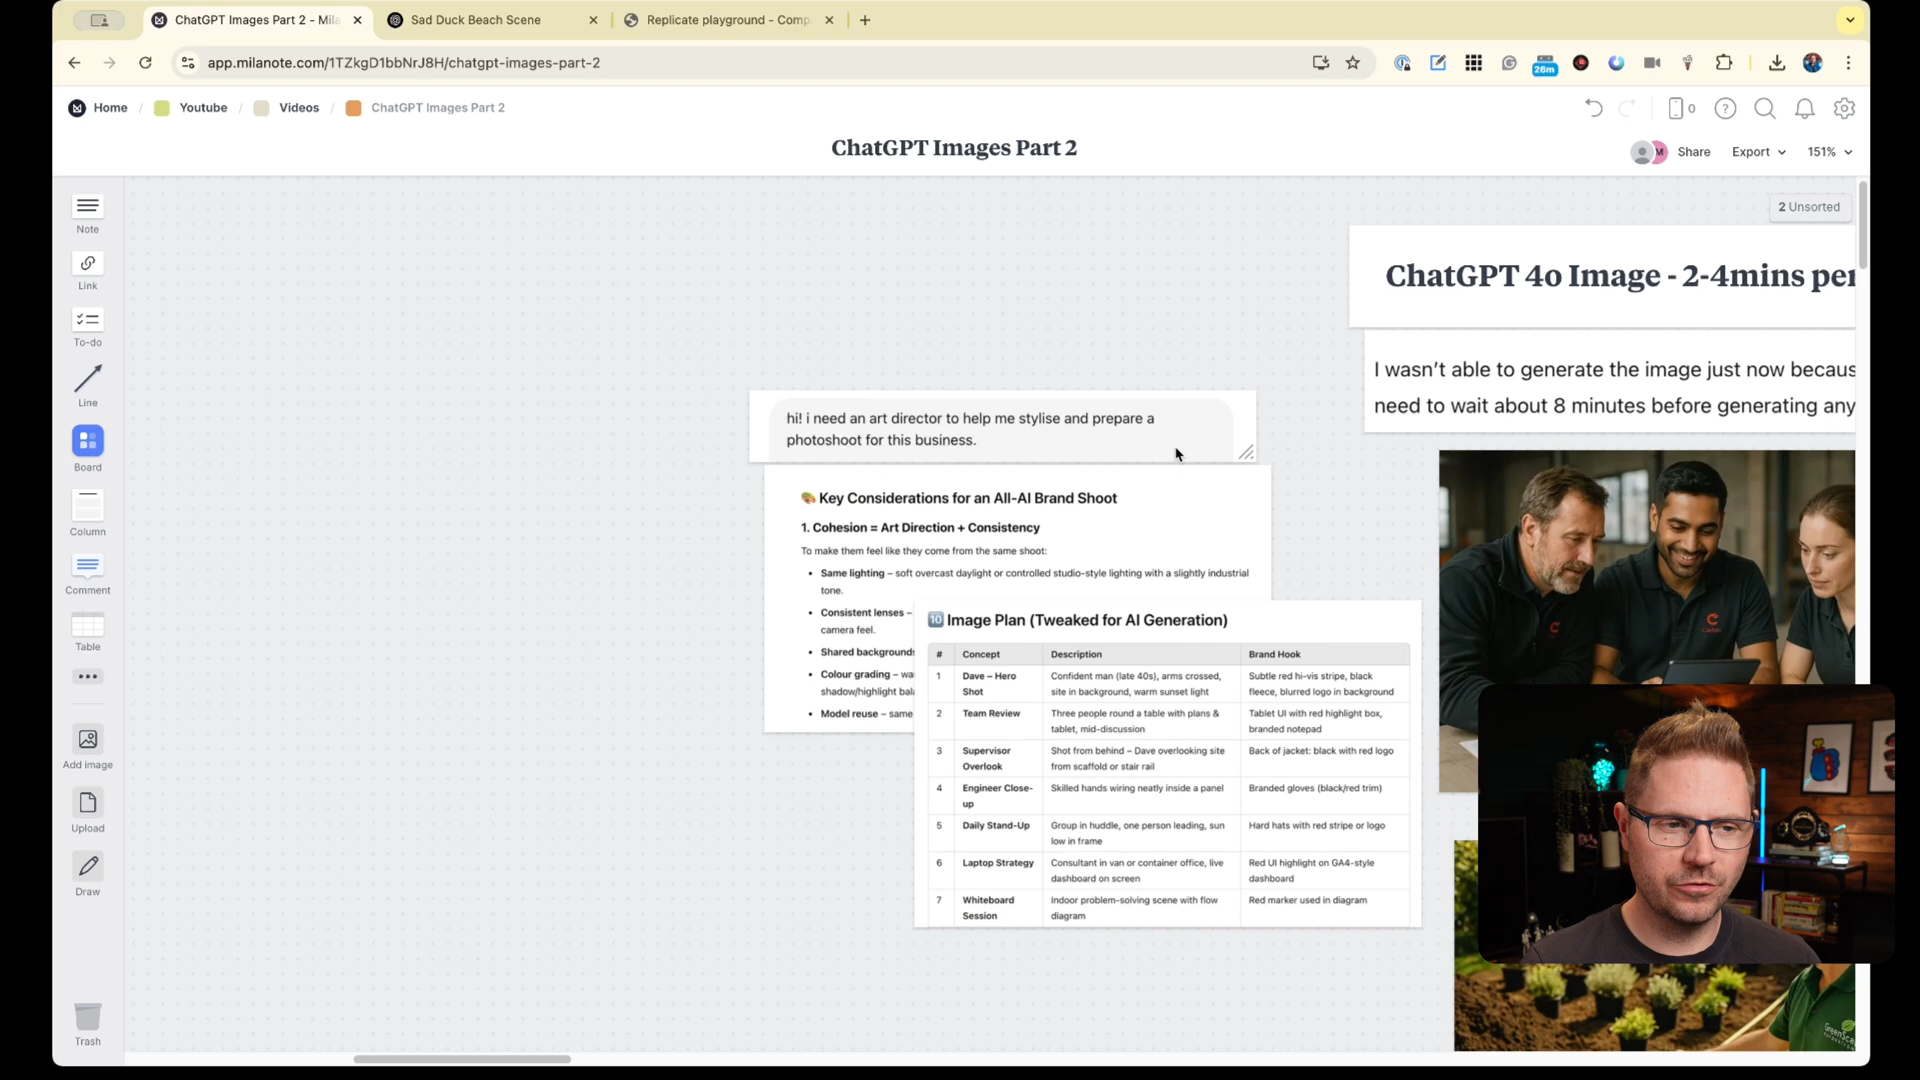 ChatGPT Images Part 2 - Mila
Sad Duck Beach Scene
Replicate playground - Comp
app.milanote.com/1TZkgD1bbNrJ8H/chatgpt-images-part-2
26m
Home / Youtube / Videos / ChatGPT Images Part 2
0
ChatGPT Images Part 2
M
Share
Export
151%
Note
Link
To-do
Line
Board
Column
Comment
Table
Add image
Upload
Draw
Trash
2 Unsorted
ChatGPT 4o Image - 2-4mins per
I wasn’t able to generate the image just now becaus
need to wait about 8 minutes before generating any
hi! i need an art director to help me stylise and prepare a
photoshoot for this business.
🎨 Key Considerations for an All-AI Brand Shoot
1. Cohesion = Art Direction + Consistency
To make them feel like they come from the same shoot:
• Same lighting – soft overcast daylight or controlled studio-style lighting with a slightly industrial
tone.
• Consistent lenses –
camera feel.
• Shared backgrounds
• Colour grading – wa
shadow/highlight bala
• Model reuse – same
🔟 Image Plan (Tweaked for AI Generation)
# Concept Description Brand Hook
1 Dave – Hero Confident man (late 40s), arms crossed, Subtle red hi-vis stripe, black
Shot site in background, warm sunset light fleece, blurred logo in background
2 Team Review Three people round a table with plans & Tablet UI with red highlight box,
tablet, mid-discussion branded notepad
3 Supervisor Shot from behind – Dave overlooking site Back of jacket: black with red logo
Overlook from scaffold or stair rail
4 Engineer Close- Skilled hands wiring neatly inside a panel Branded gloves (black/red trim)
up
5 Daily Stand-Up Group in huddle, one person leading, sun Hard hats with red stripe or logo
low in frame
6 Laptop Strategy Consultant in van or container office, live Red UI highlight on GA4-style
dashboard on screen dashboard
7 Whiteboard Indoor problem-solving scene with flow Red marker used in diagram
Session diagram